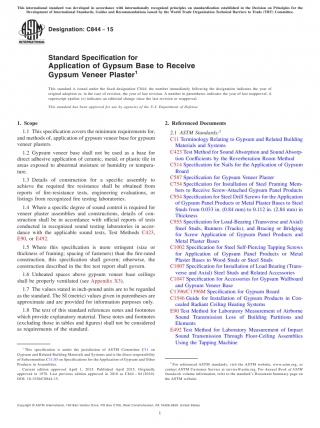 This international standard was developed in accordance with internationally recognized principles on standardization established in the Decision on Principles for the
Development of International Standards, Guides and Recommendations issued by the World Trade Organization Technical Barriers to Trade (TBT) Committee.
Designation: C844 − 15
Standard Specification for
Application of Gypsum Base to Receive
Gypsum Veneer Plaster1
This standard is issued under the fixed designation C844; the number immediately following the designation indicates the year of
original adoption or, in the case of revision, the year of last revision. A number in parentheses indicates the year of last reapproval. A
superscript epsilon (ε) indicates an editorial change since the last revision or reapproval.
This standard has been approved for use by agencies of the U.S. Department of Defense.
1. Scope
1.1 This specification covers the minimum requirements for,
and methods of, application of gypsum veneer base for gypsum
veneer plasters.
1.2 Gypsum veneer base shall not be used as a base for
direct adhesive application of ceramic, metal, or plastic tile in
areas exposed to abnormal moisture or humidity or tempera-
ture.
1.3 Details of construction for a specific assembly to
achieve the required fire resistance shall be obtained from
reports of fire-resistance tests, engineering evaluations, or
listings from recognized fire testing laboratories.
1.4 Where a specific degree of sound control is required for
veneer plaster assemblies and constructions, details of con-
struction shall be in accordance with official reports of tests
conducted in recognized sound testing laboratories in accor-
dance with the applicable sound tests, Test Methods C423,
E90, or E492.
1.5 Where this specification is more stringent (size or
thickness of framing; spacing of fasteners) than the fire-rated
construction, this specification shall govern; otherwise, the
construction described in the fire test report shall govern.
1.6 Unheated spaces above gypsum veneer base ceilings
shall be properly ventilated (see Appendix X3).
1.7 The values stated in inch-pound units are to be regarded
as the standard. The SI (metric) values given in parentheses are
approximate and are provided for information purposes only.
1.8 The text of this standard references notes and footnotes
which provide explanatory material. These notes and footnotes
(excluding those in tables and figures) shall not be considered
as requirements of the standard.
1 This specification is under the jurisdiction of ASTM Committee C11 on
Gypsum and Related Building Materials and Systems and is the direct responsibility
of Subcommittee C11.03 on Specifications for the Application of Gypsum and Other
Products in Assemblies.
Current edition approved April 1, 2015. Published April 2015. Originally
DOI: 10.1520/C0844-15.
2. Referenced Documents
2.1 ASTM Standards:2
C11 Terminology Relating to Gypsum and Related Building
Materials and Systems
C423 Test Method for Sound Absorption and Sound Absorp-
tion Coefficients by the Reverberation Room Method
C514 Specification for Nails for the Application of Gypsum
Board
C587 Specification for Gypsum Veneer Plaster
C754 Specification for Installation of Steel Framing Mem-
bers to Receive Screw-Attached Gypsum Panel Products
C954 Specification for Steel Drill Screws for the Application
of Gypsum Panel Products or Metal Plaster Bases to Steel
Studs from 0.033 in. (0.84 mm) to 0.112 in. (2.84 mm) in
Thickness
C955 Specification for Load-Bearing (Transverse and Axial)
Steel Studs, Runners (Tracks), and Bracing or Bridging
for Screw Application of Gypsum Panel Products and
Metal Plaster Bases
C1002 Specification for Steel Self-Piercing Tapping Screws
for Application of Gypsum Panel Products or Metal
Plaster Bases to Wood Studs or Steel Studs
C1007 Specification for Installation of Load Bearing (Trans-
verse and Axial) Steel Studs and Related Accessories
C1047 Specification for Accessories for Gypsum Wallboard
and Gypsum Veneer Base
C1396/C1396M Specification for Gypsum Board
C1546 Guide for Installation of Gypsum Products in Con-
cealed Radiant Ceiling Heating Systems
E90 Test Method for Laboratory Measurement of Airborne
Sound Transmission Loss of Building Partitions and
Elements
E492 Test Method for Laboratory Measurement of Impact
Sound Transmission Through Floor-Ceiling Assemblies
Using the Tapping Machine
2 For referenced ASTM standards, visit the ASTM website, www.astm.org, or
contact ASTM Customer Service at service@astm.org. For Annual Book of ASTM
Standards volume information, refer to the standard's Document Summary page on
the ASTM website.
Copyright © ASTM International, 100 Barr Harbor Drive, PO Box C700, West Conshohocken, PA 19428-2959. United States
1